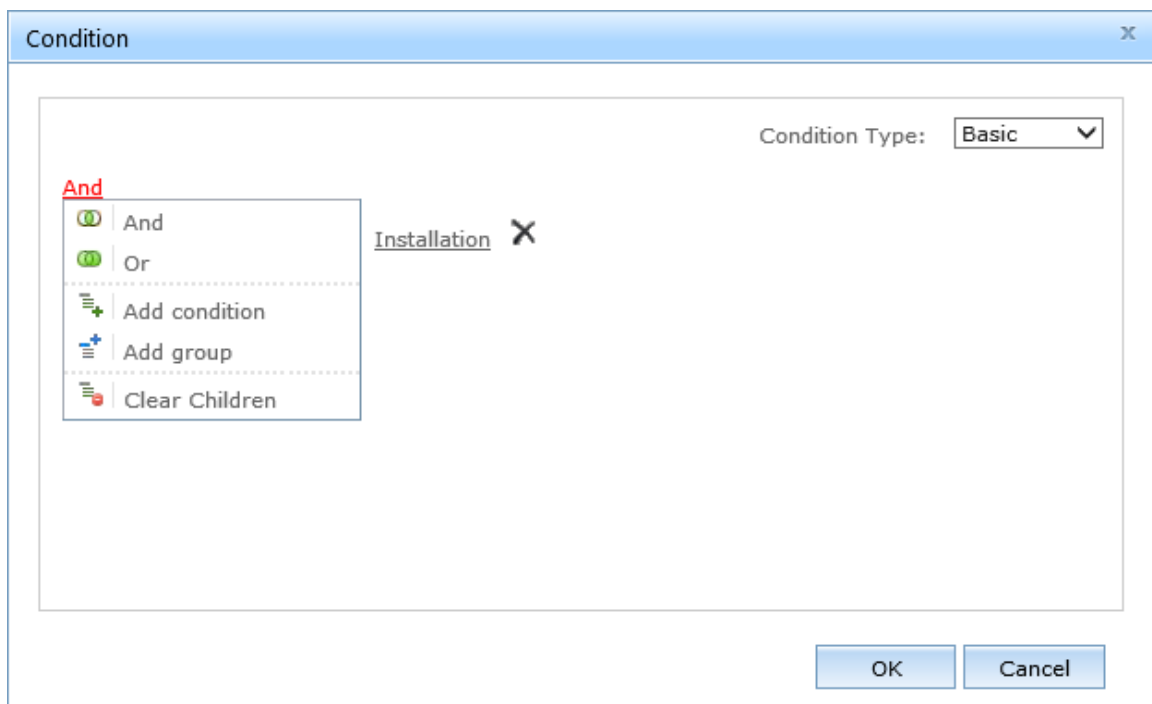 Condition
x
Condition Type: Basic
And
And
Installation
Or
Add condition
Add group
Clear Children
OK Cancel